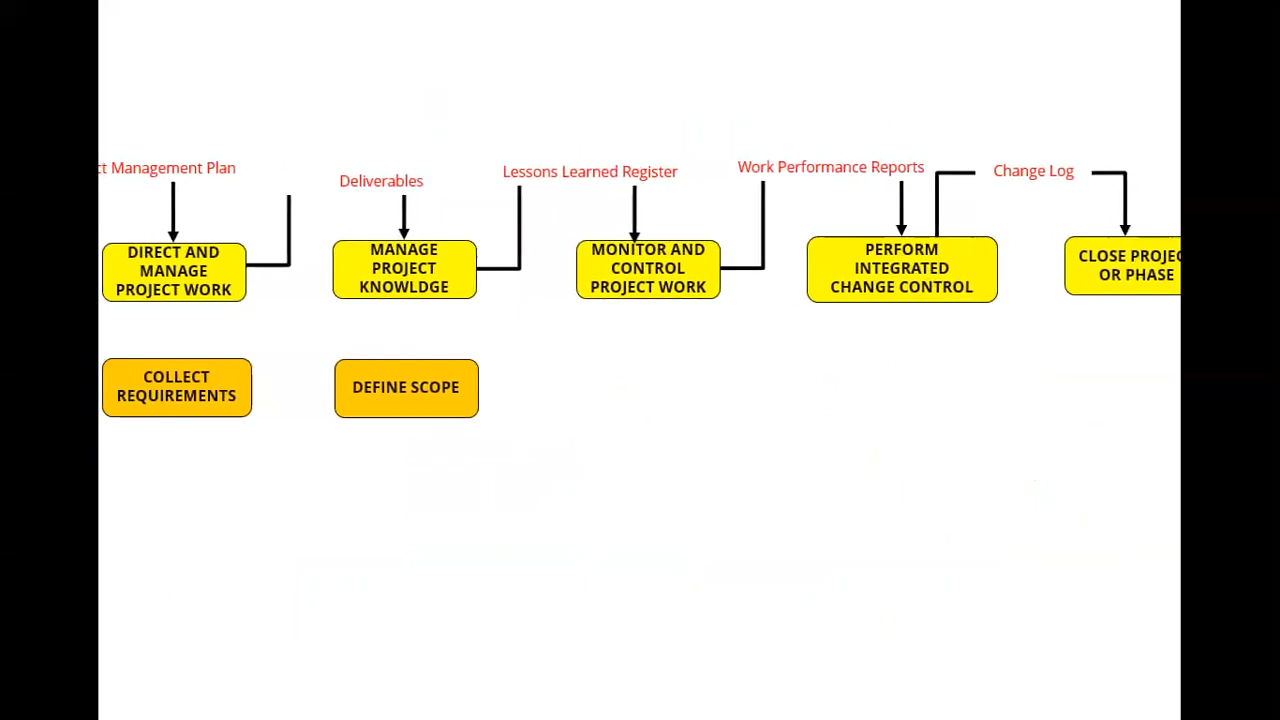 ct Management Plan
Deliverables
Lessons Learned Register
Work Performance Reports
Change Log
DIRECT AND
MANAGE
PROJECT WORK
MANAGE
PROJECT
KNOWLDGE
MONITOR AND
CONTROL
PROJECT WORK
PERFORM
INTEGRATED
CHANGE CONTROL
CLOSE PROJEC
OR PHASE
COLLECT
REQUIREMENTS
DEFINE SCOPE